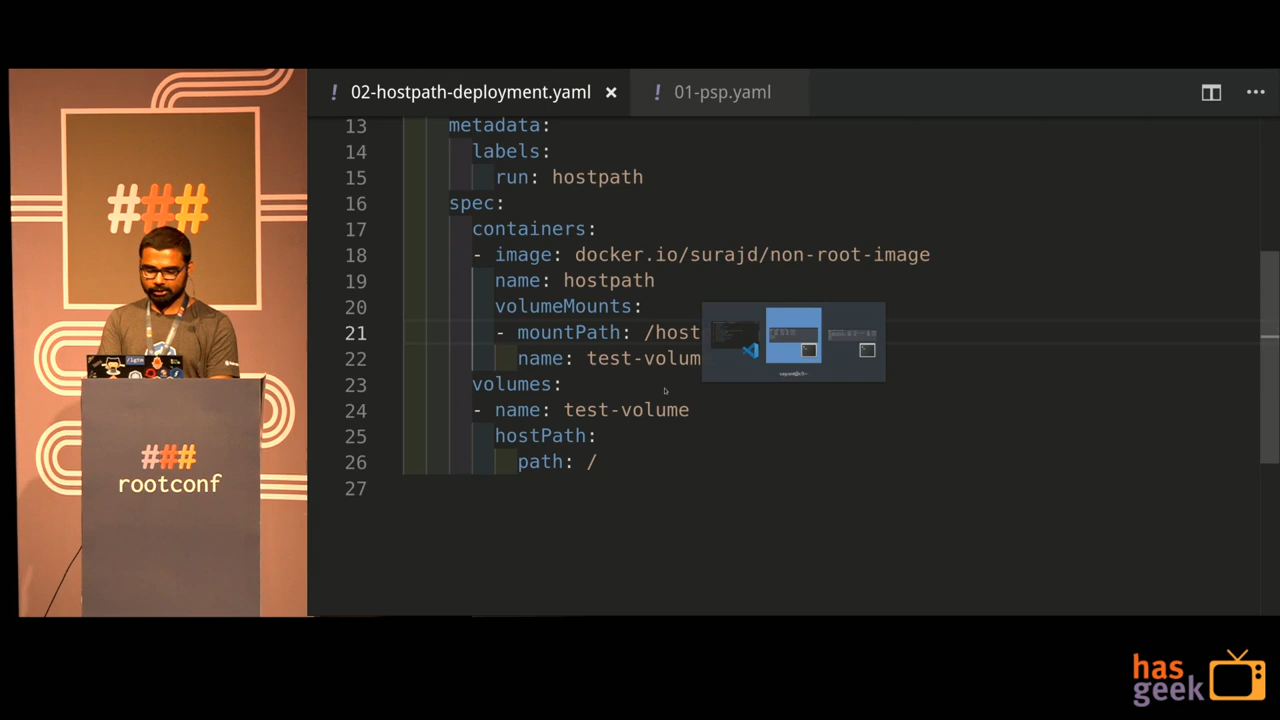 02-hostpath-deployment.yaml
01-psp.yaml
13 metadata:
14 labels:
15 run: hostpath
16 spec:
17 containers:
18 - image: docker.io/surajd/non-root-image
19 name: hostpath
20 volumeMounts:
21 - mountPath: /host
22 name: test-volum
23 volumes:
24 - name: test-volume
25 hostPath:
26 path: /
27
###
###
rootconf
has
geek